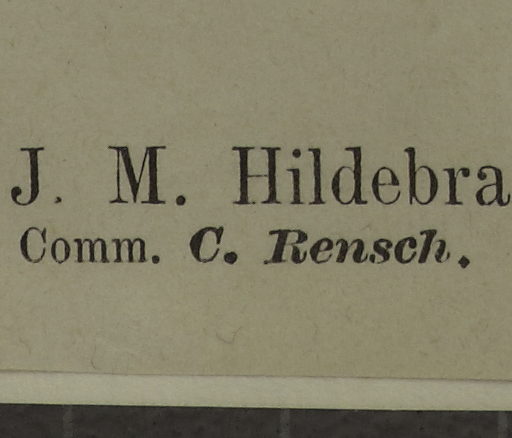 J. M. Hildebra
Comm. C. Rensch.